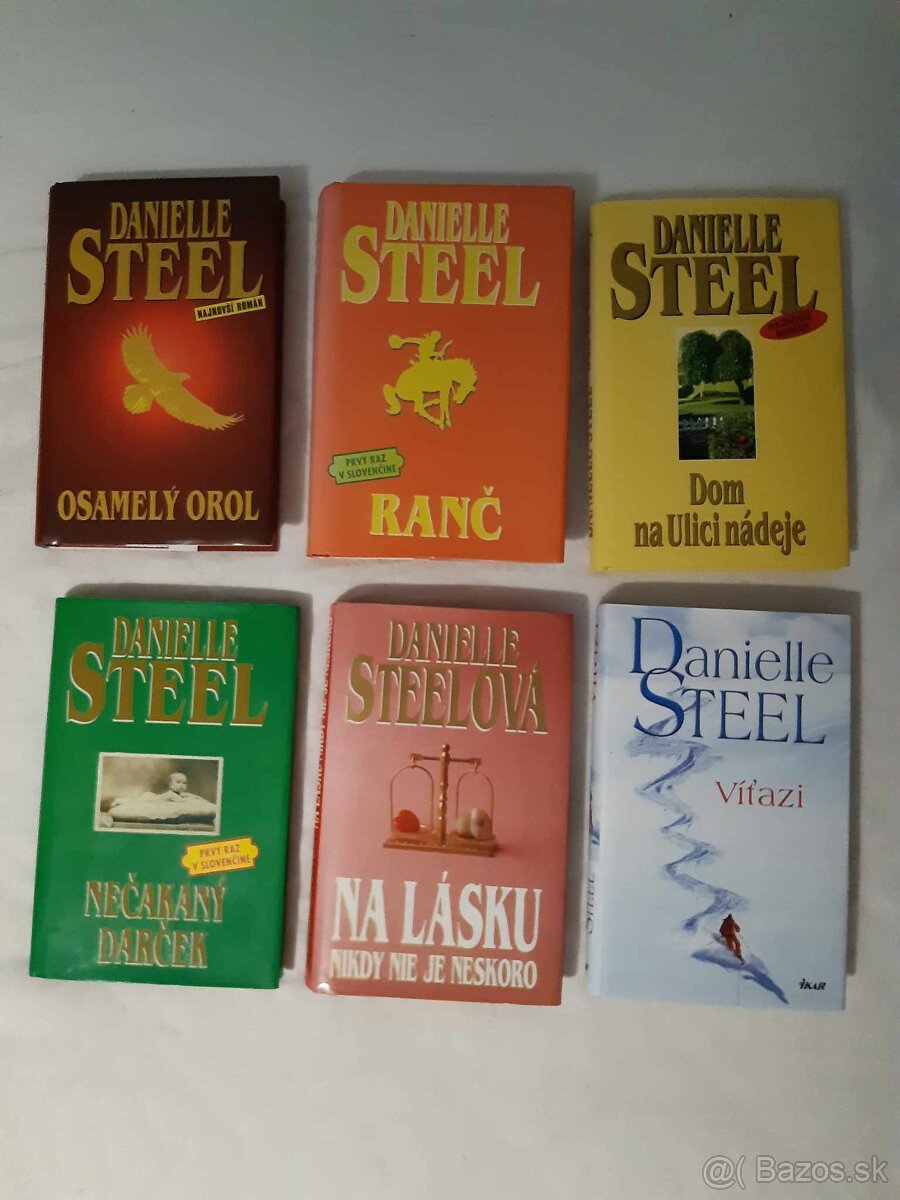 DANIELLE
STEEL
NAJNOVŠÍ ROMÁN
OSAMELÝ OROL
DANIELLE
STEEL
PRVÝ RAZ
V SLOVENČINE
RANČ
DANIELLE
STEEL
Dom
na Ulici nádeje
DANIELLE
STEEL
PRVÝ RAZ
V SLOVENČINE
NEČAKANÝ
DARČEK
DANIELLE
STEELOVÁ
NA LÁSKU
NIKDY NIE JE NESKORO
Danielle
STEEL
Víťazi
IKAR
@( Bazos.sk